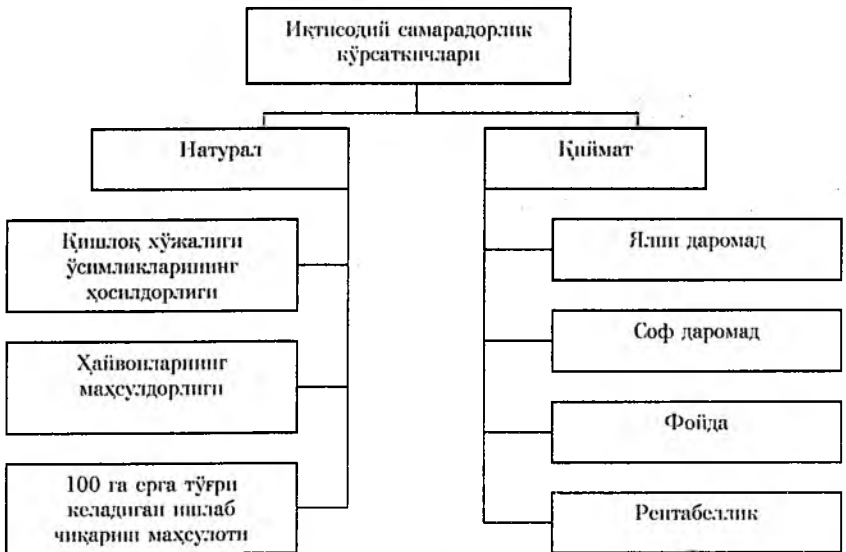 Иқтисодий самарадорлик
кўрсаткичлари
Натурал
Қиймат
Қишлоқ хўжалиги
ўсимликларининг
ҳосилдорлиги
Ҳайвонларнинг
маҳсулдорлиги
100 га ерга тўғри
келадиган ишлаб
чиқариш маҳсулоти
Ялпи даромад
Соф даромад
Фойда
Рентабеллик